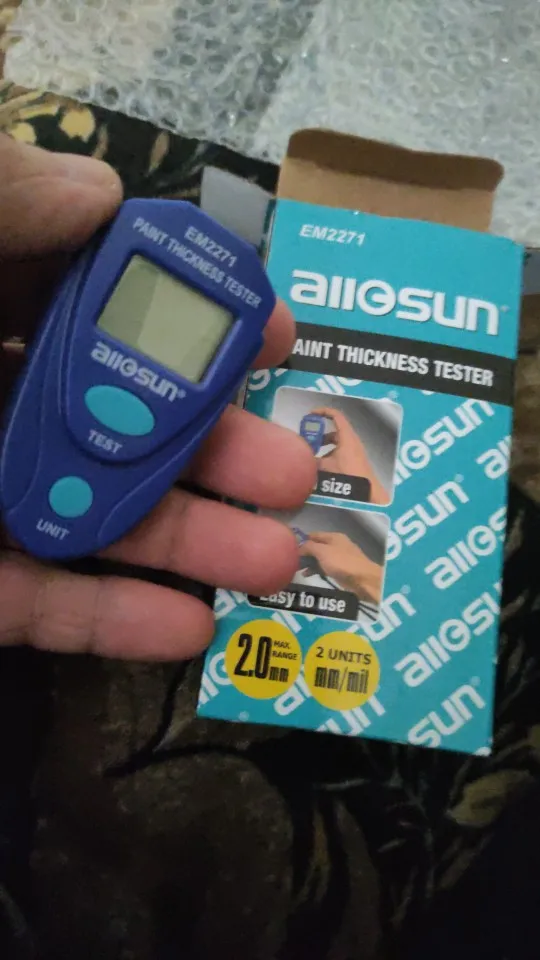 EM2271
PAINT THICKNESS TESTER
allosun
TEST
UNIT
EM2271
allosun
AINT THICKNESS TESTER
size
Easy to use
2.0mm
MAX.
RANGE
2 UNITS
mm/mil
allosun
allosun
allosun